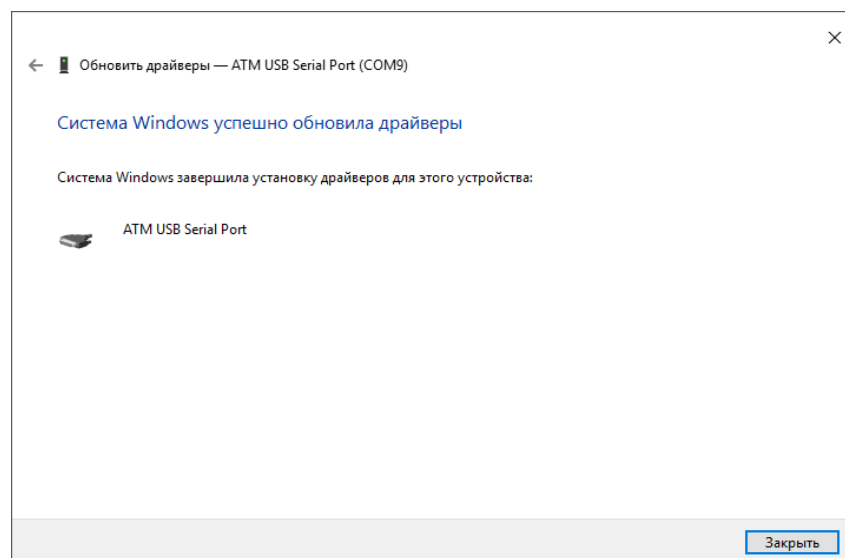 Обновить драйверы — ATM USB Serial Port (COM9)
Система Windows успешно обновила драйверы
Система Windows завершила установку драйверов для этого устройства:
ATM USB Serial Port
Закрыть